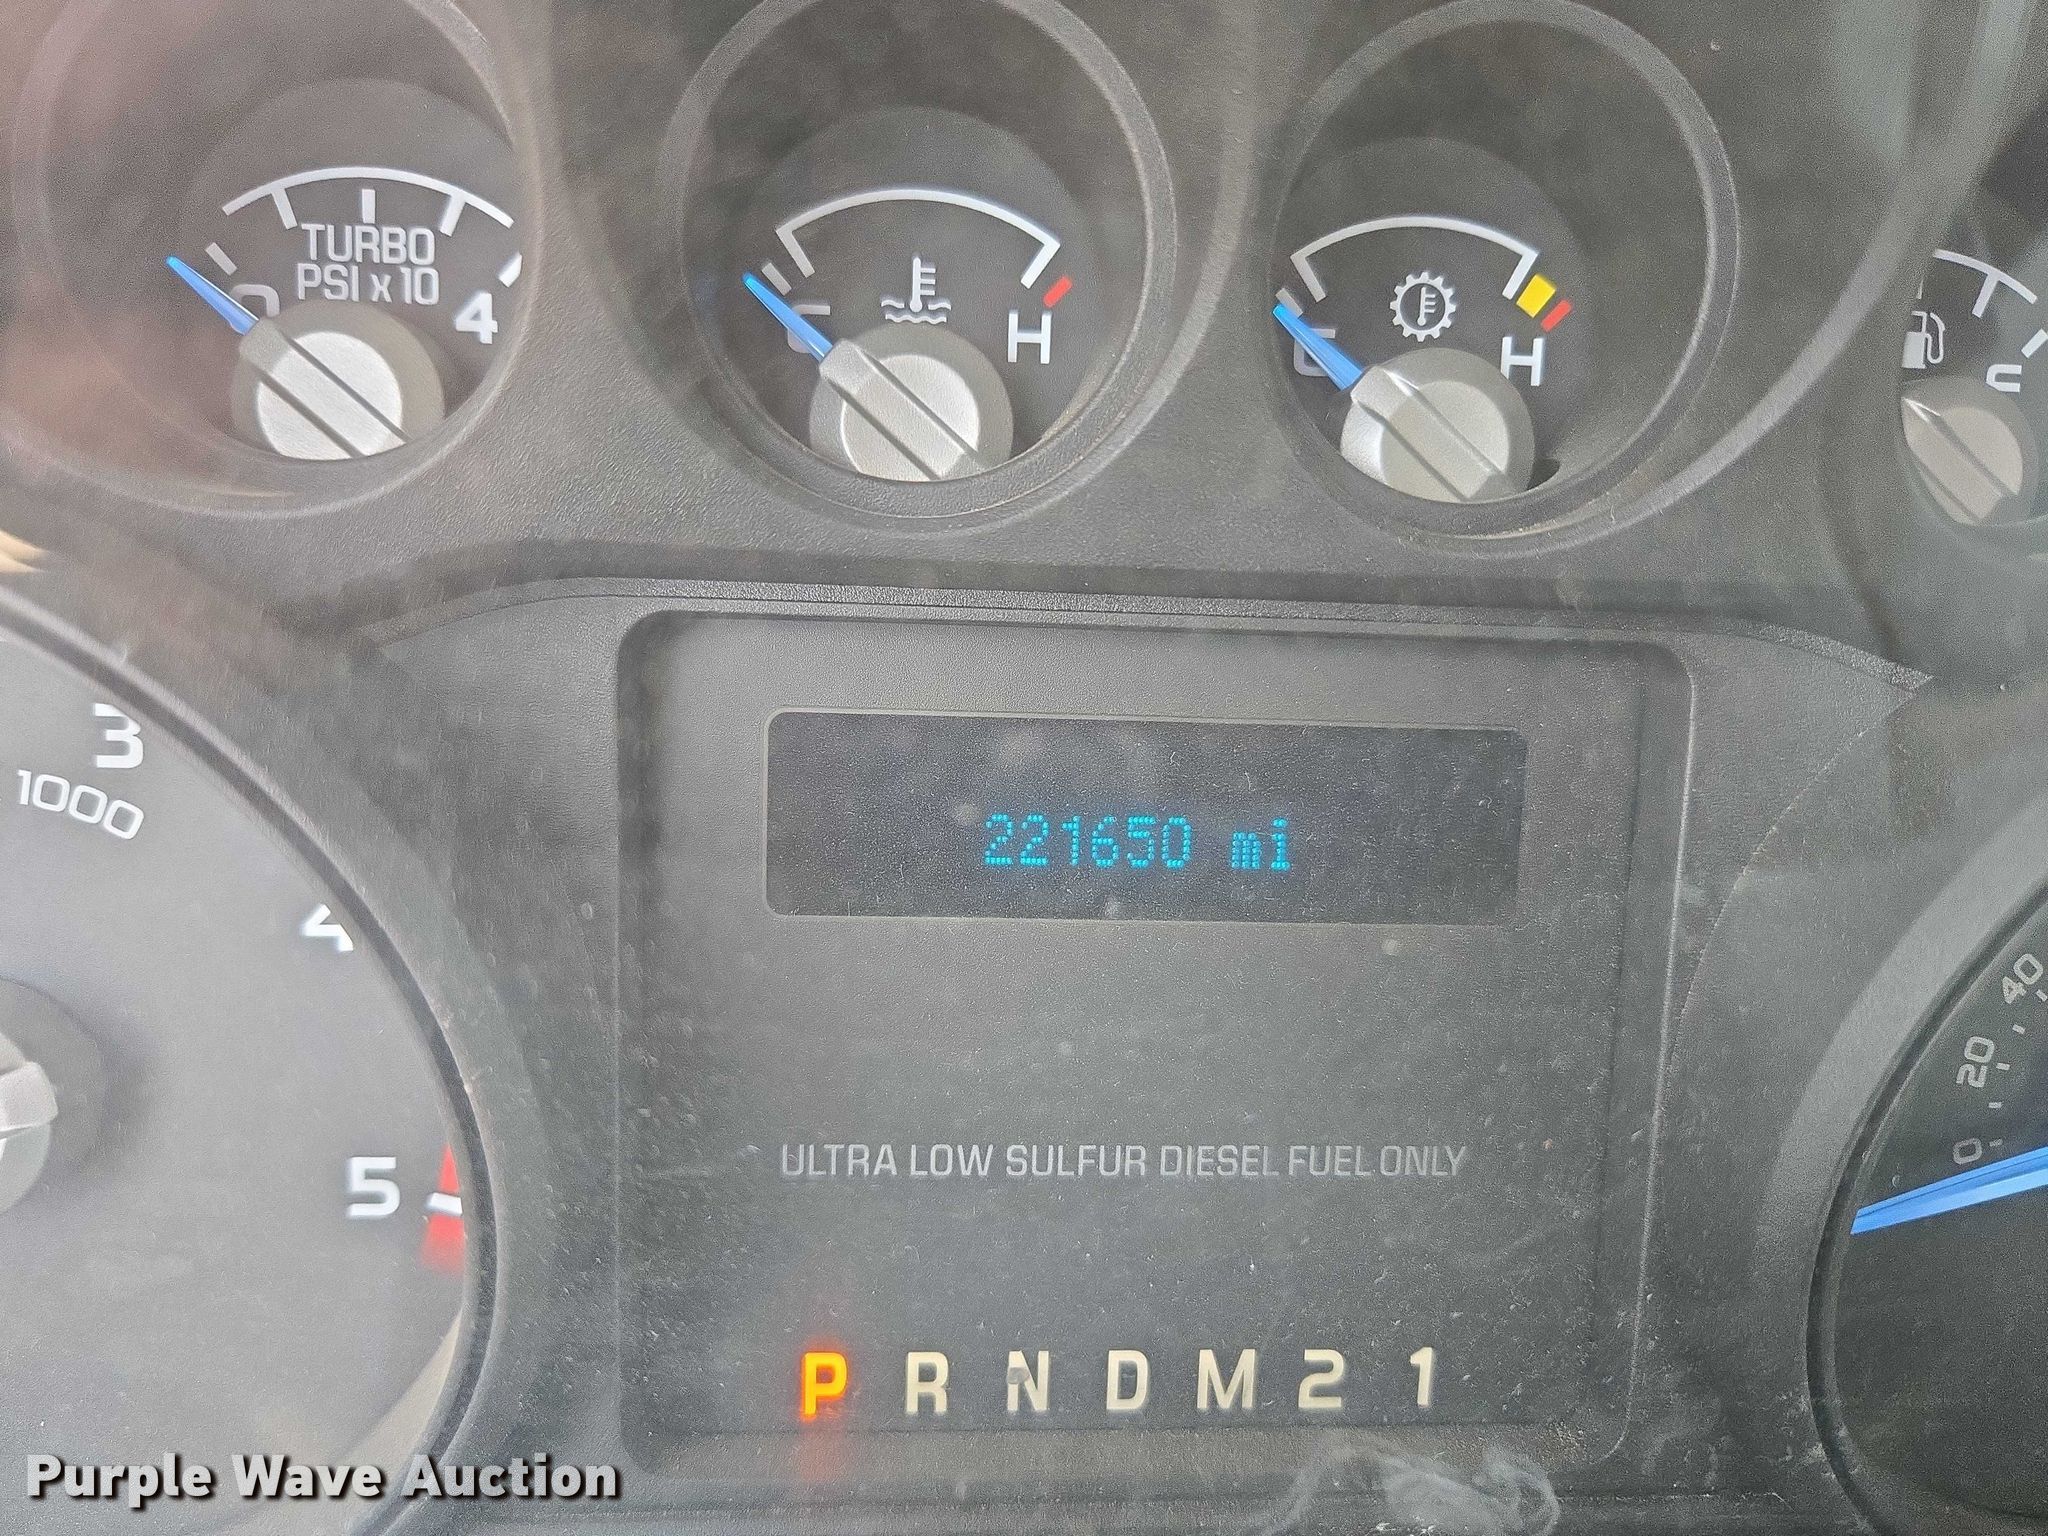 TURBO
PSI x 10
0
4
C
H
C
H
3
1000
4
5
221650 mi
40
20
0
ULTRA LOW SULFUR DIESEL FUEL ONLY
P R N D M 2 1
Purple Wave Auction